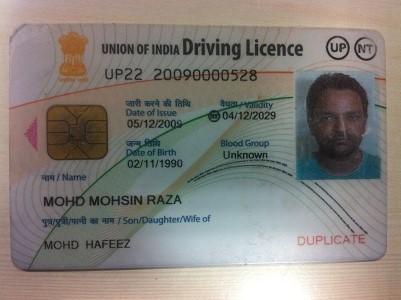 UNION OF INDIA Driving Licence UP NT
UP22 20090000528
जारी करने की तिथि वैधता / Validity
Date of Issue NT 04/12/2029
05/12/2009
जन्म तिथि Blood Group
Date of Birth Unknown
02/11/1990
नाम / Name
MOHD MOHSIN RAZA
पुत्र/पुत्री/पत्नी का नाम / Son/Daughter/Wife of
MOHD HAFEEZ DUPLICATE